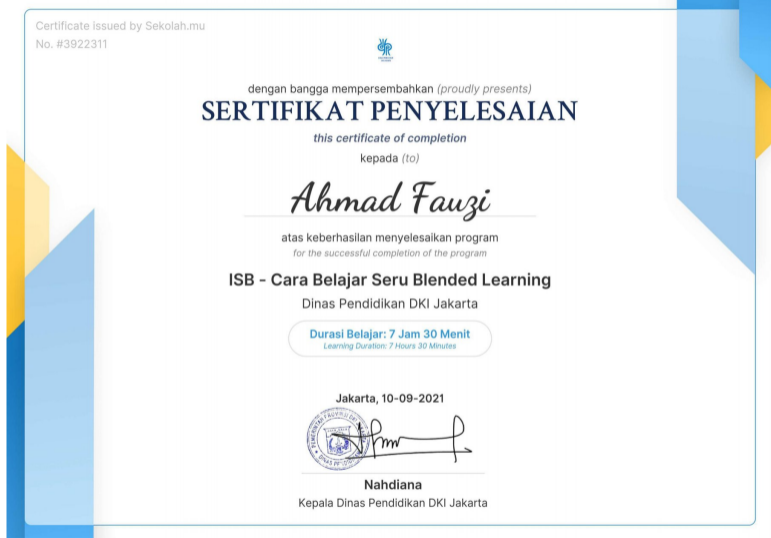 Certificate issued by Sekolah.mu
No. #3922311
dengan bangga mempersembahkan (proudly presents)
SERTIFIKAT PENYELESAIAN
this certificate of completion
kepada (to)
Ahmad Fauzi
atas keberhasilan menyelesaikan program
for the successful completion of the program
ISB - Cara Belajar Seru Blended Learning
Dinas Pendidikan DKI Jakarta
Durasi Belajar: 7 Jam 30 Menit
Learning Duration: 7 Hours 30 Minutes
Jakarta, 10-09-2021
Nahdiana
Kepala Dinas Pendidikan DKI Jakarta